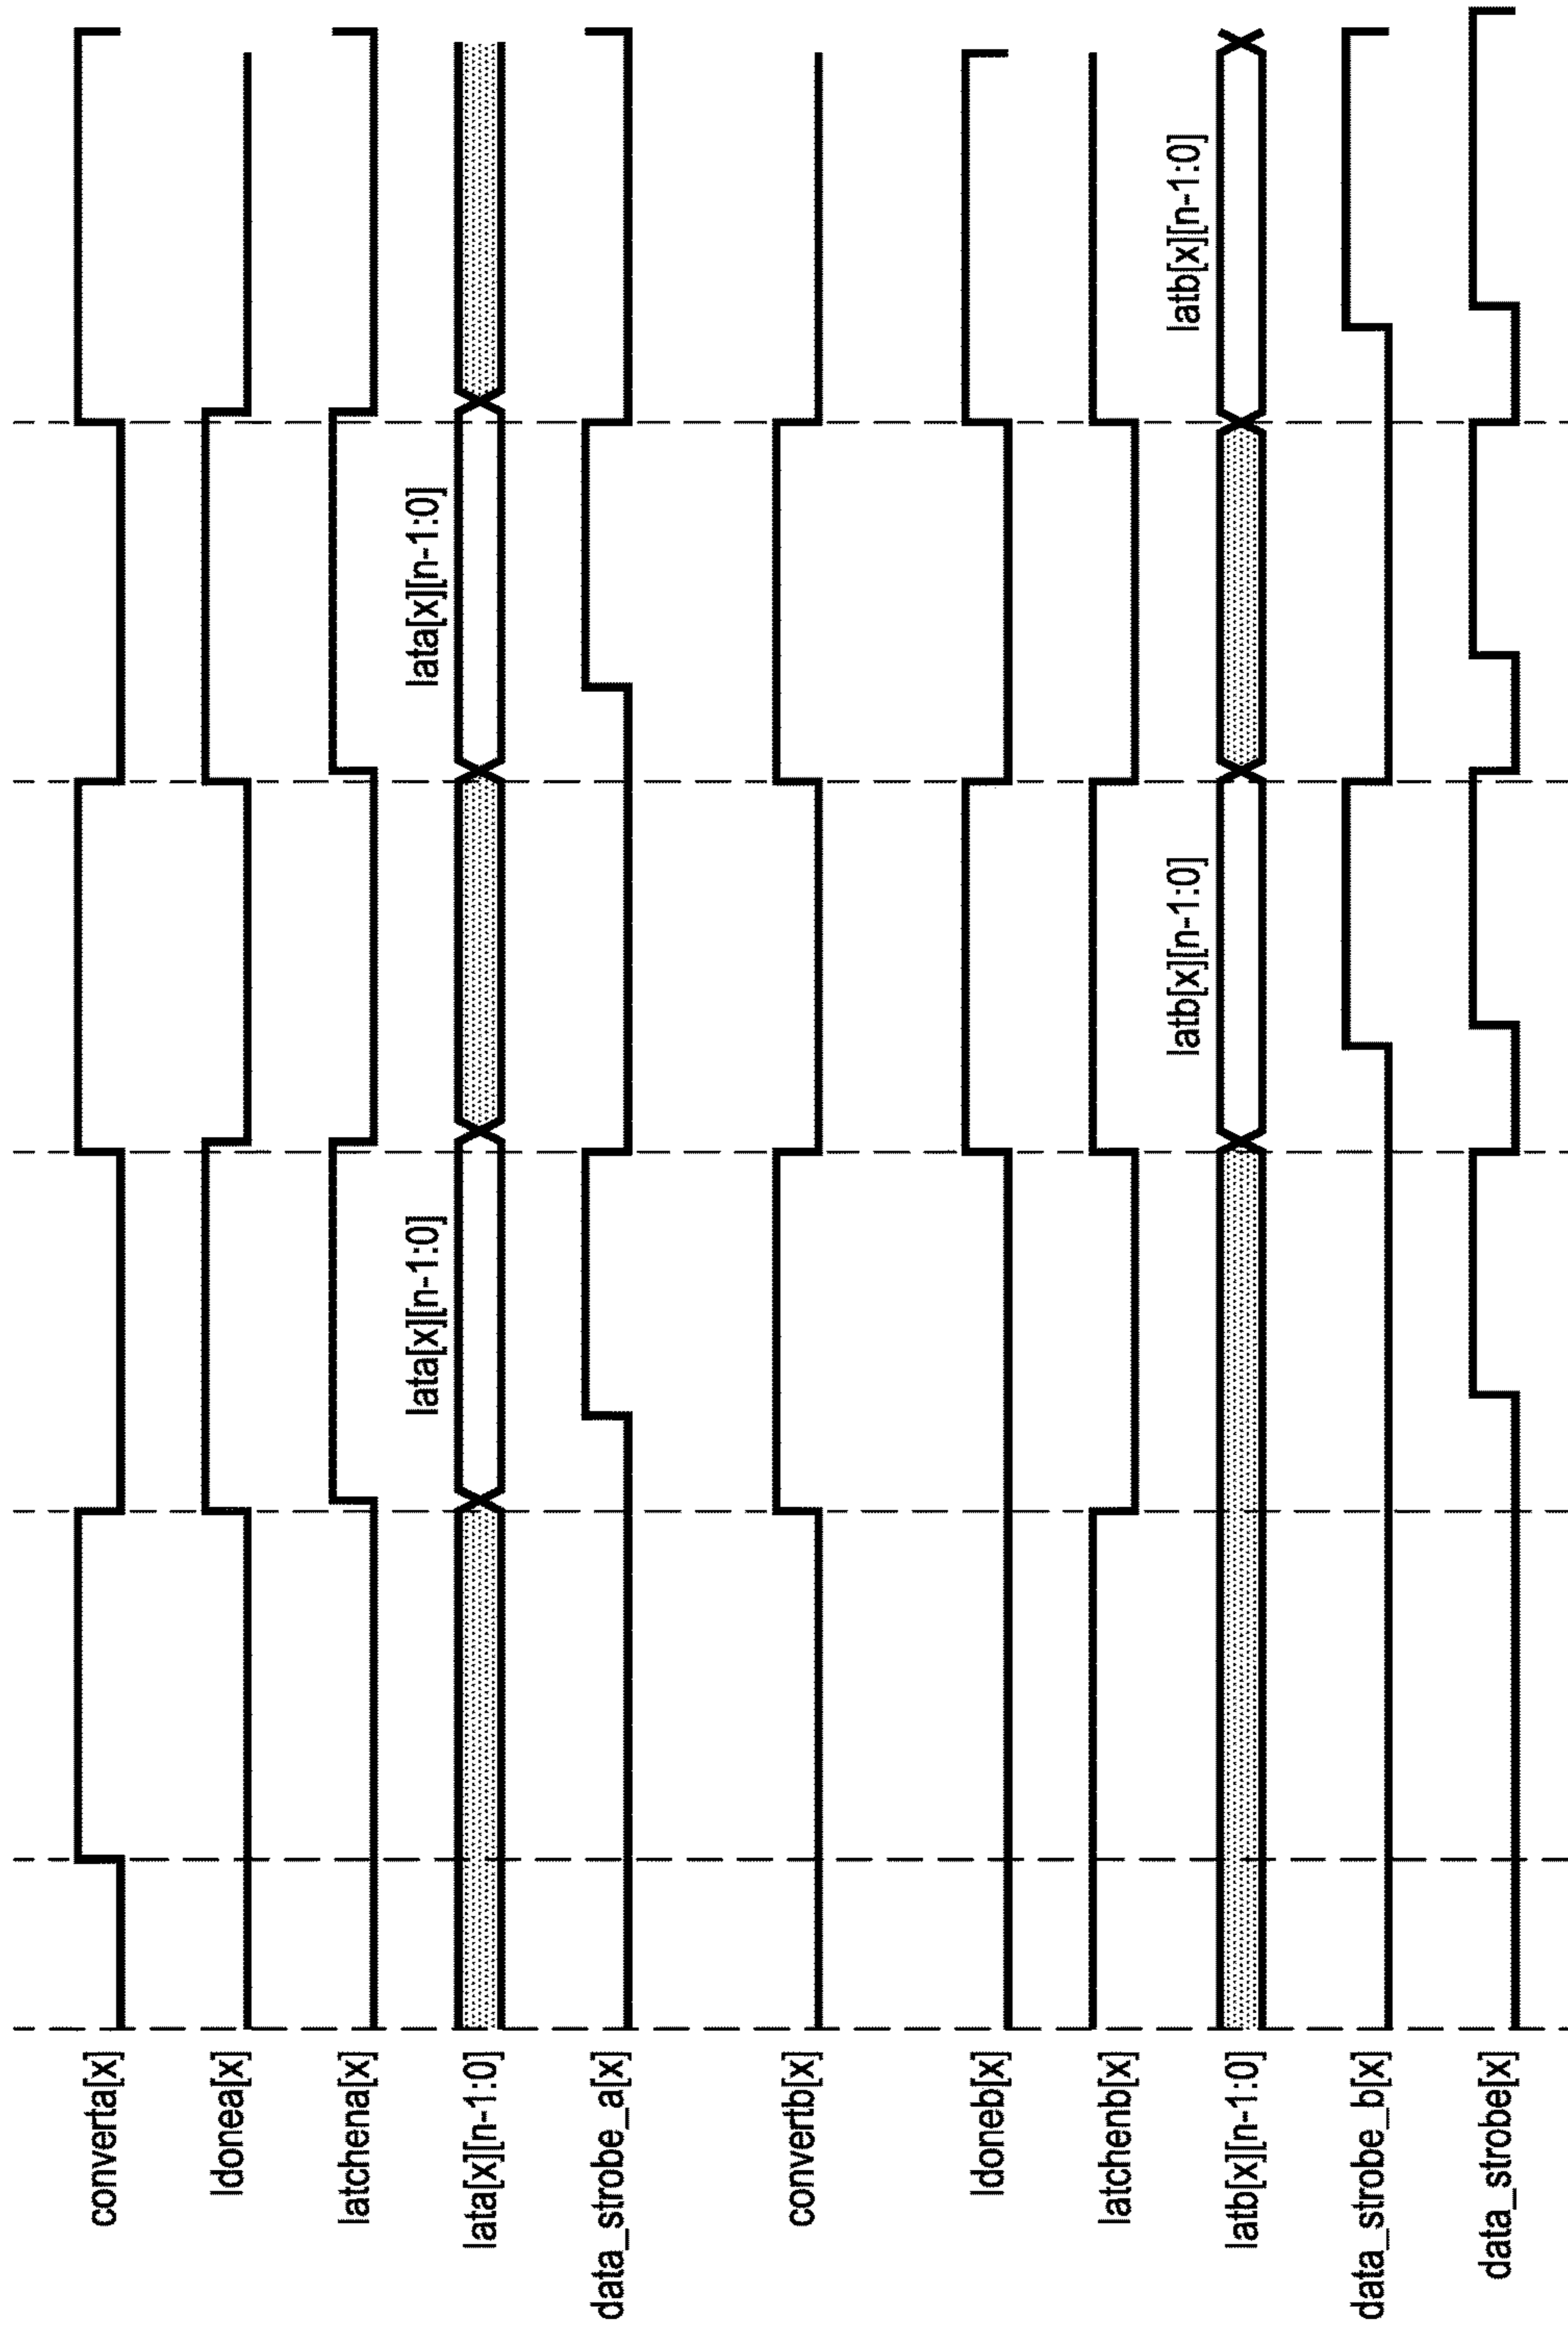 converta[x]
ldonea[x]
latchena[x]
lata[x][n-1:0] lata[x][n-1:0]
lata[x][n-1:0]
data_strobe_a[x]
convertb[x]
ldoneb[x]
latchenb[x]
latb[x][n-1:0] latb[x][n-1:0]
latb[x][n-1:0]
data_strobe_b[x]
data_strobe[x]